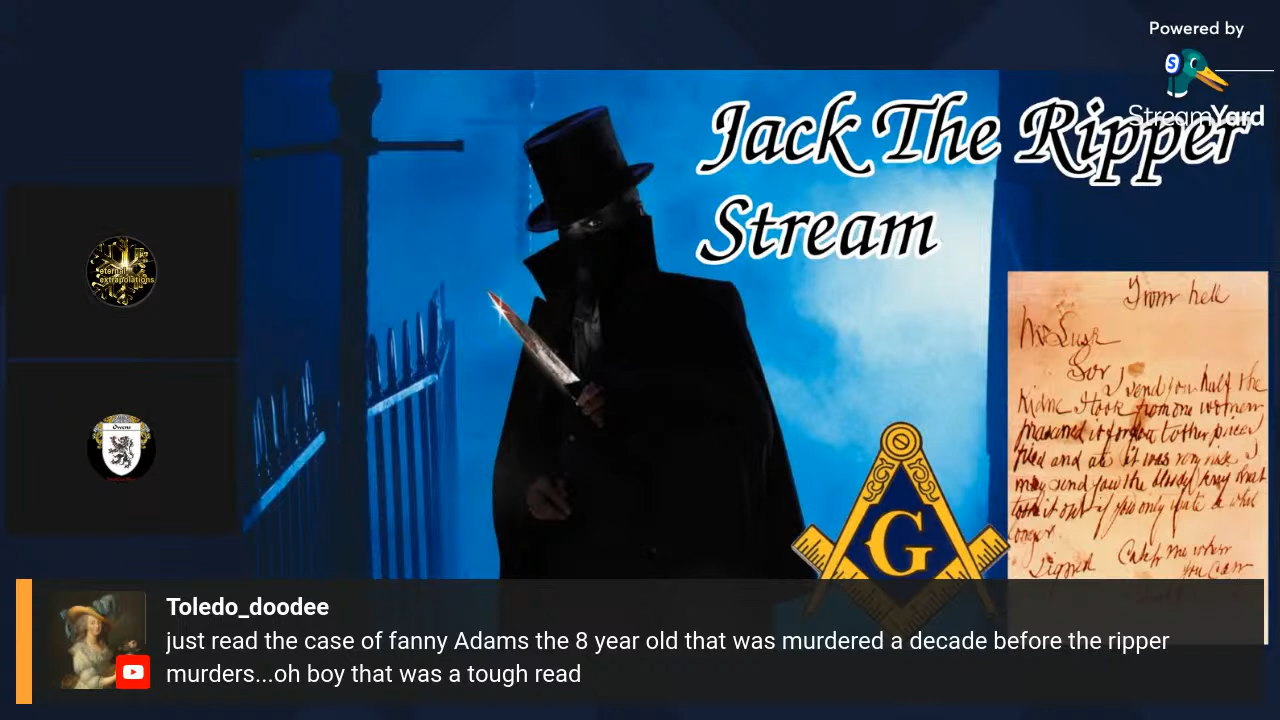 Powered by
StreamYard
Jack The Ripper
Stream
eternal
extrapolations
Owens
G
From hell
Mr Lusk
Sor
I send you half the
Kidne I took from one women
prasarved it for you tother piece I
fried and ate it was very nise I
may send you the bloody knif that
took it out if you only wate a whil
longer
Signed Catch me when
you can
Toledo_doodee
just read the case of fanny Adams the 8 year old that was murdered a decade before the ripper
murders...oh boy that was a tough read